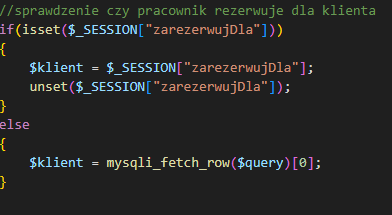 //sprawdzenie czy pracownik rezerwuje dla klienta
if(isset($_SESSION["zarezerwujDla"]))
{
    $klient = $_SESSION["zarezerwujDla"];
    unset($_SESSION["zarezerwujDla"]);
}
else
{
    $klient = mysqli_fetch_row($query)[0];
}